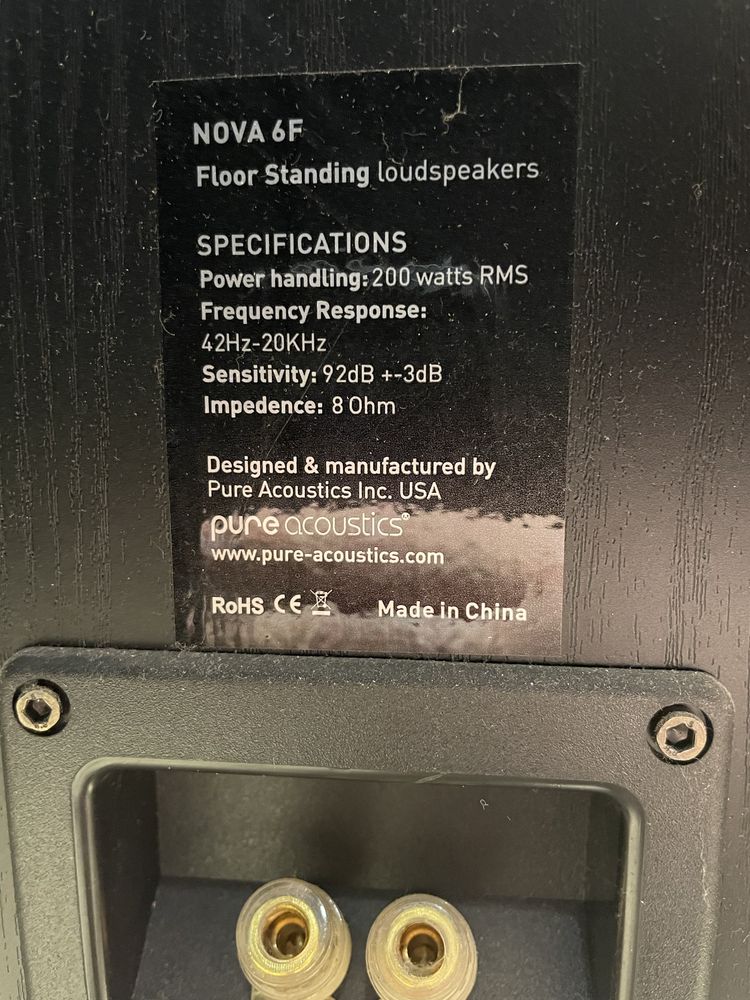 NOVA 6F
Floor Standing loudspeakers
SPECIFICATIONS
Power handling: 200 watts RMS
Frequency Response:
42Hz-20KHz
Sensitivity: 92dB +-3dB
Impedence: 8 Ohm
Designed & manufactured by
Pure Acoustics Inc. USA
pure acoustics®
www.pure-acoustics.com
RoHS CE Made in China